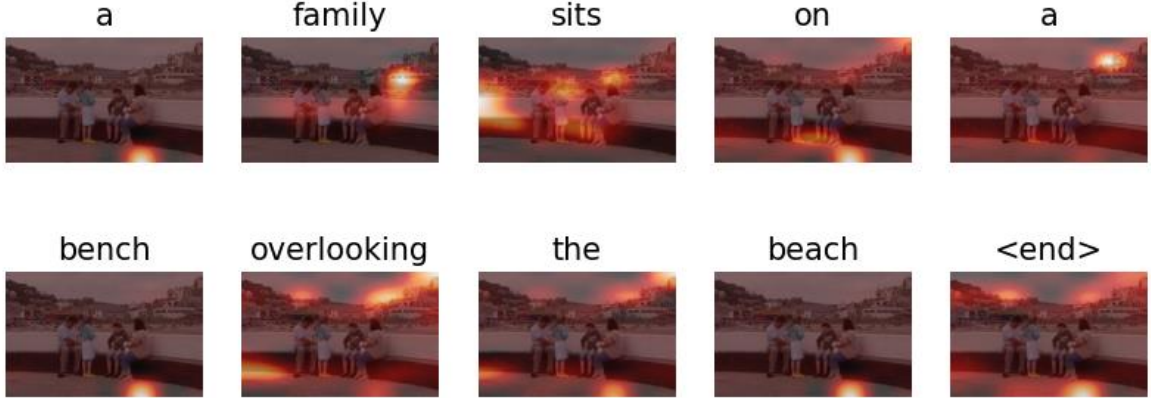 a family sits on a
bench overlooking the beach <end>